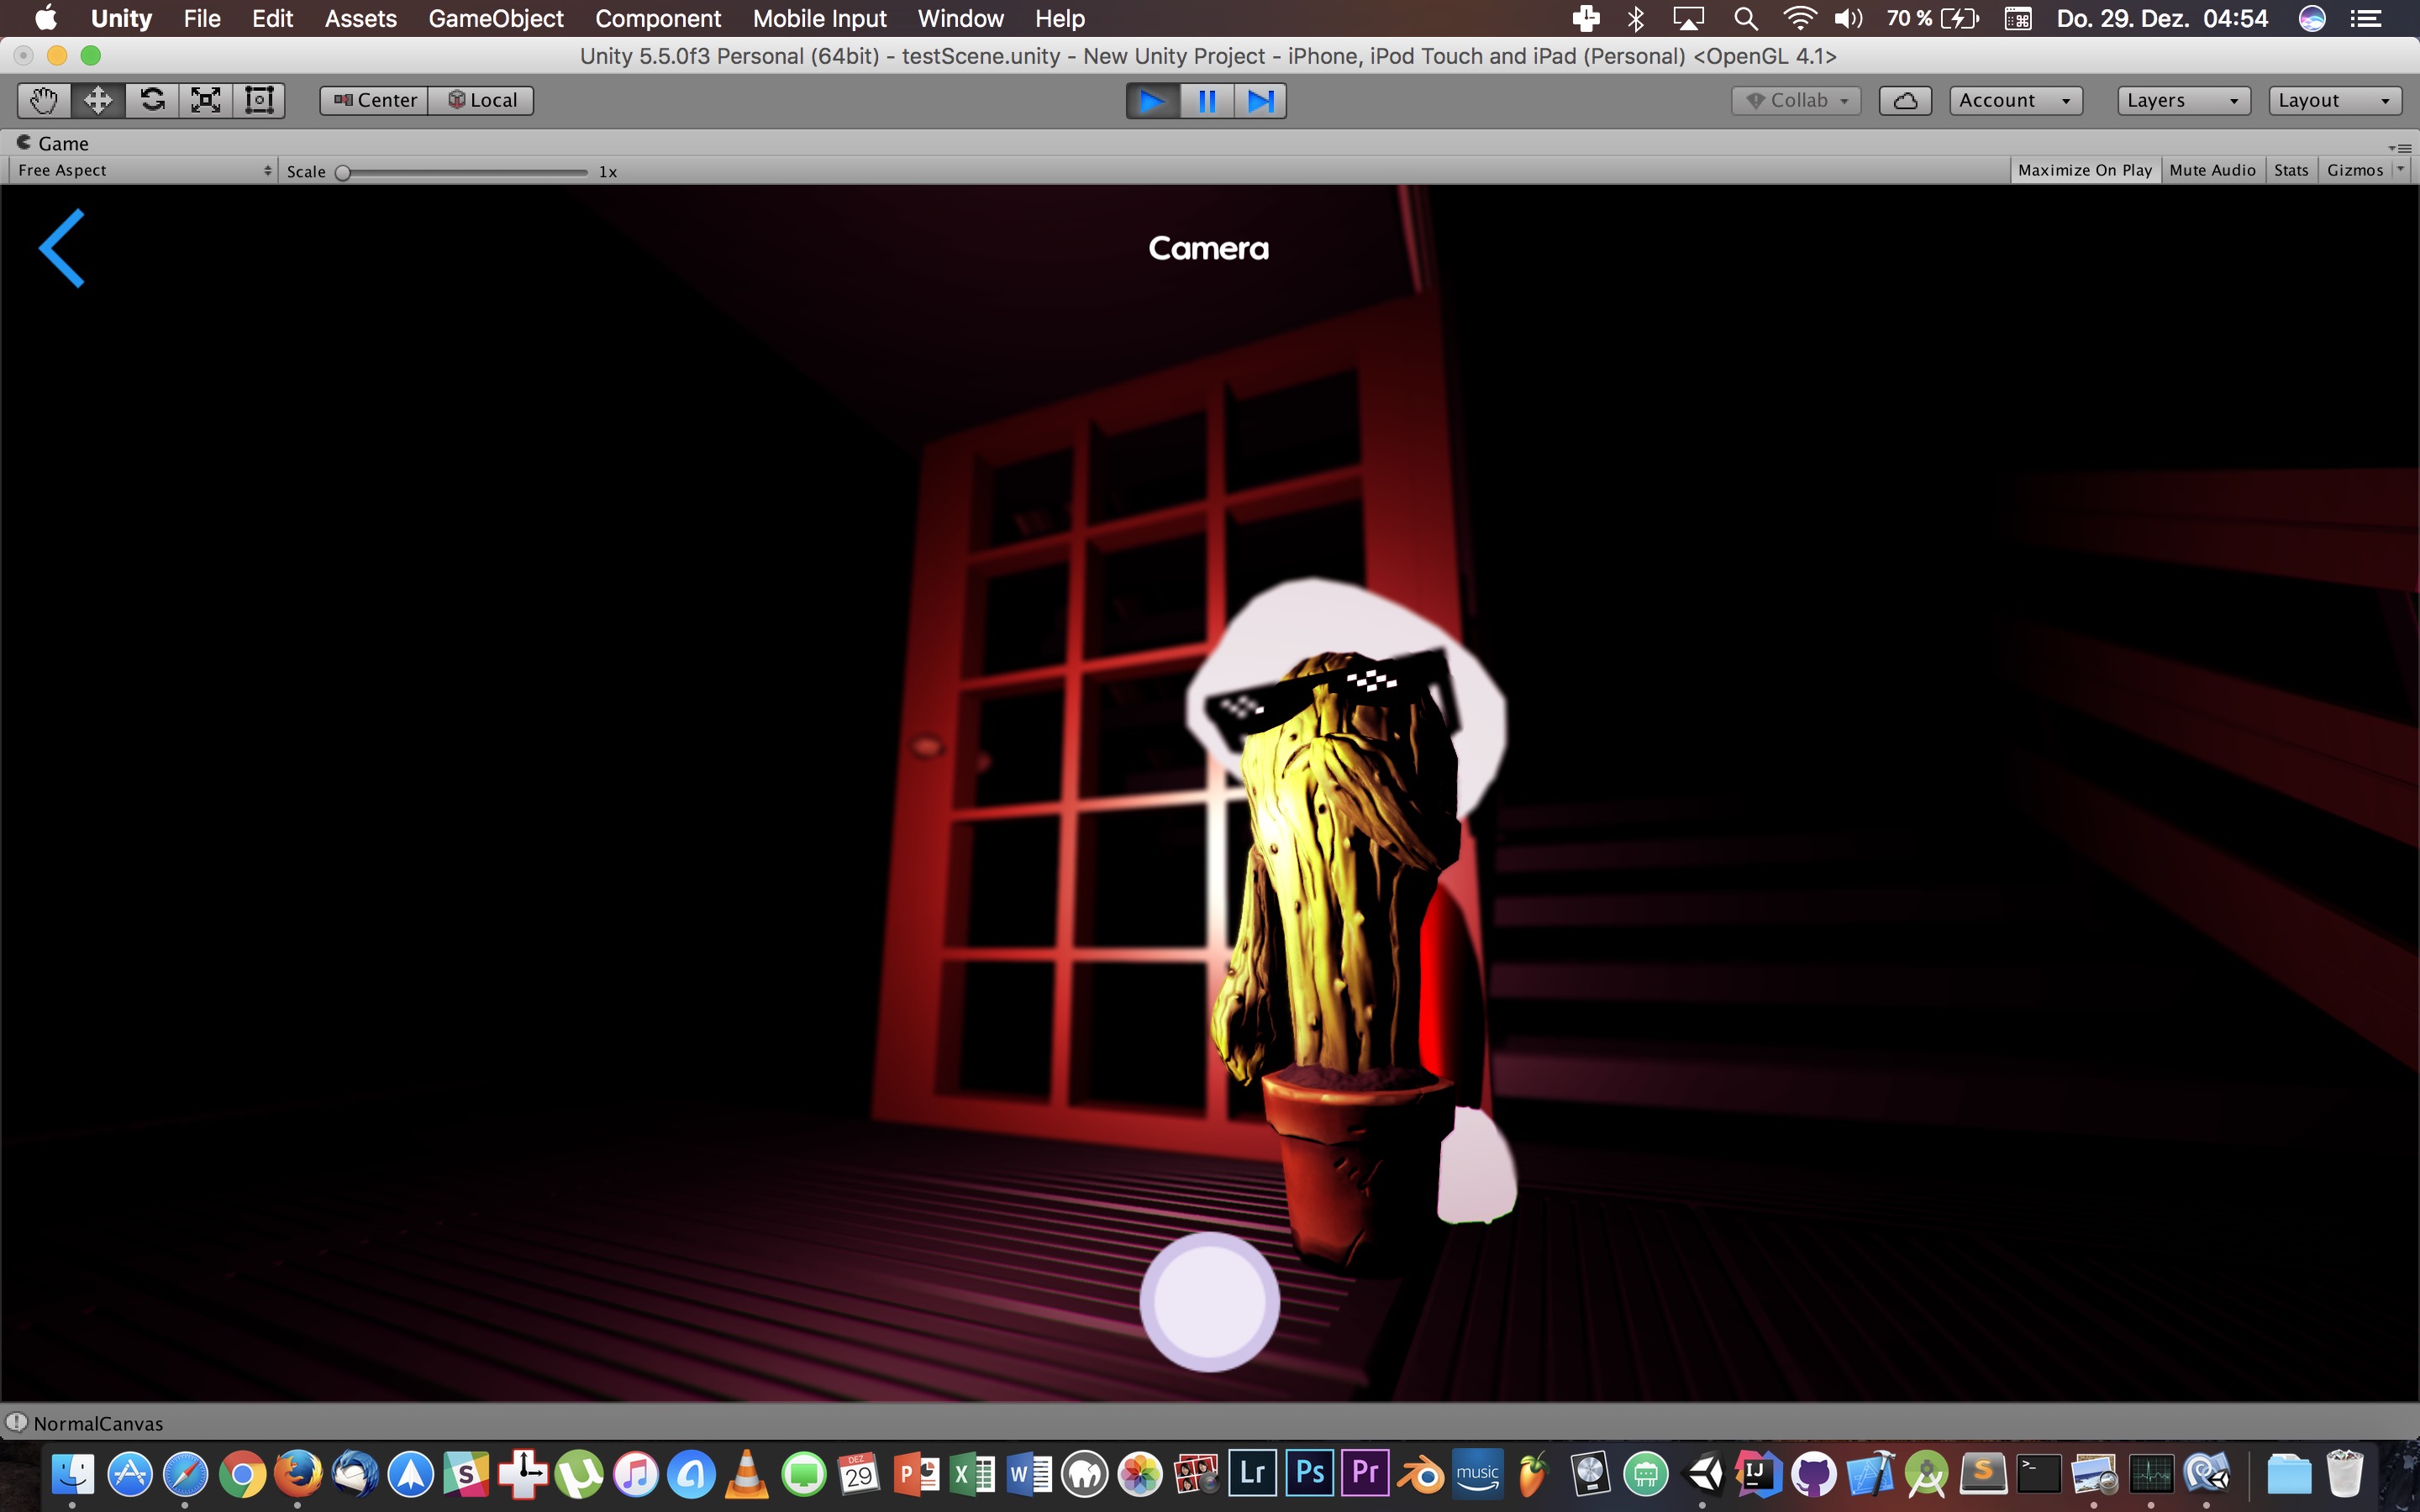 Unity File Edit Assets GameObject Component Mobile Input Window Help 70 % Do. 29. Dez. 04:54
Unity 5.5.0f3 Personal (64bit) - testScene.unity - New Unity Project - iPhone, iPod Touch and iPad (Personal) <OpenGL 4.1>
Center Local Collab Account Layers Layout
Game
Free Aspect Scale 1x Maximize On Play Mute Audio Stats Gizmos
Camera
NormalCanvas
S DEZ 29 P X W Lr Ps Pr music IJ S >_